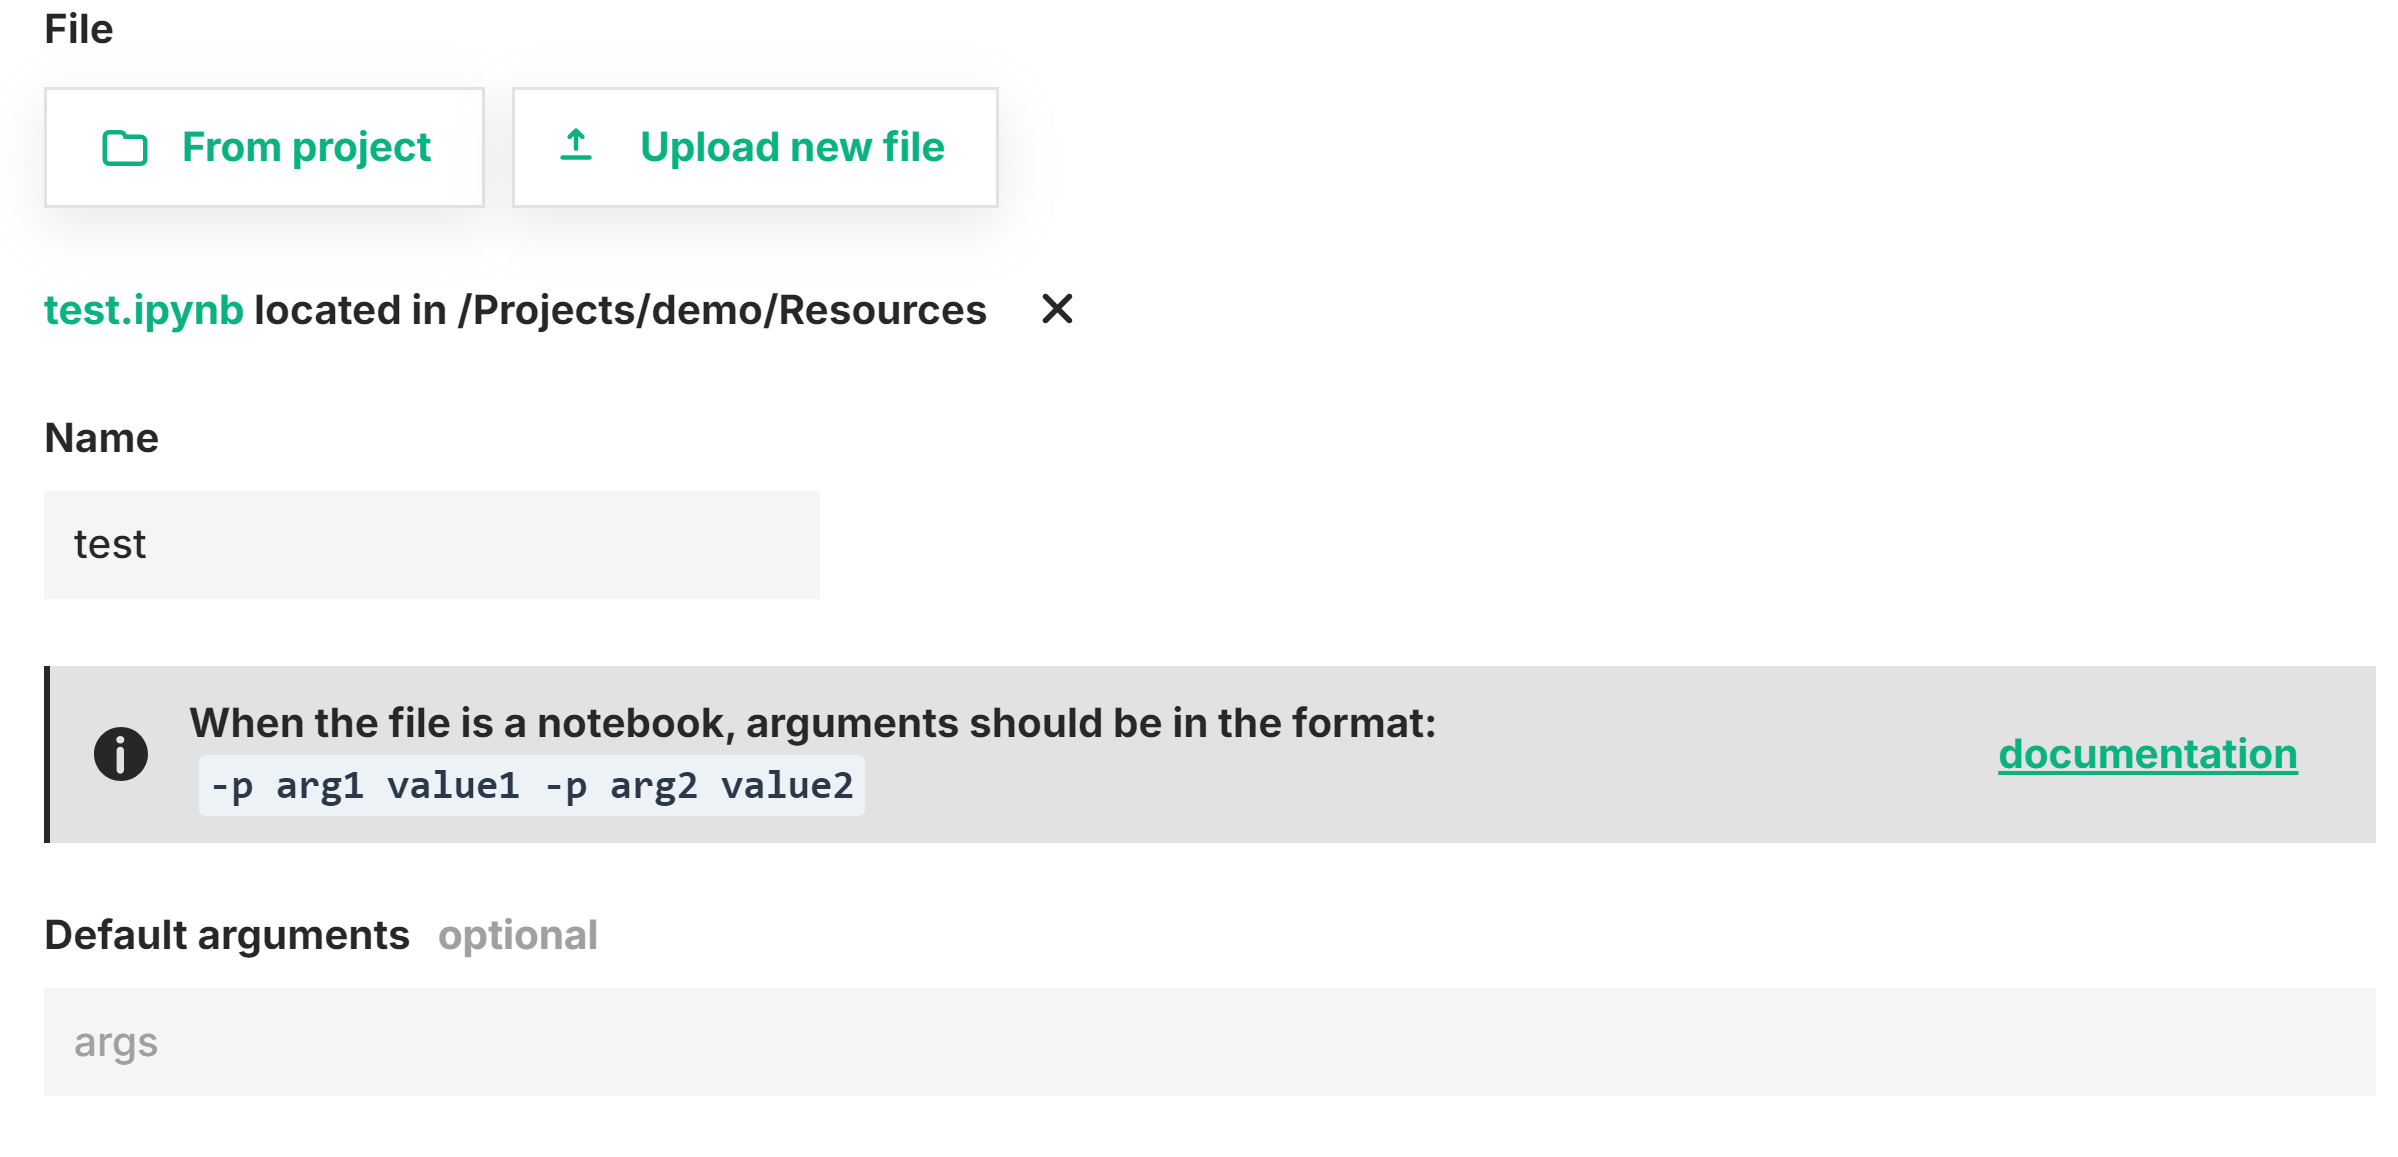 File
From project
Upload new file
test.ipynb located in /Projects/demo/Resources
Name
test
When the file is a notebook, arguments should be in the format:
-p arg1 value1 -p arg2 value2
documentation
Default arguments optional
args